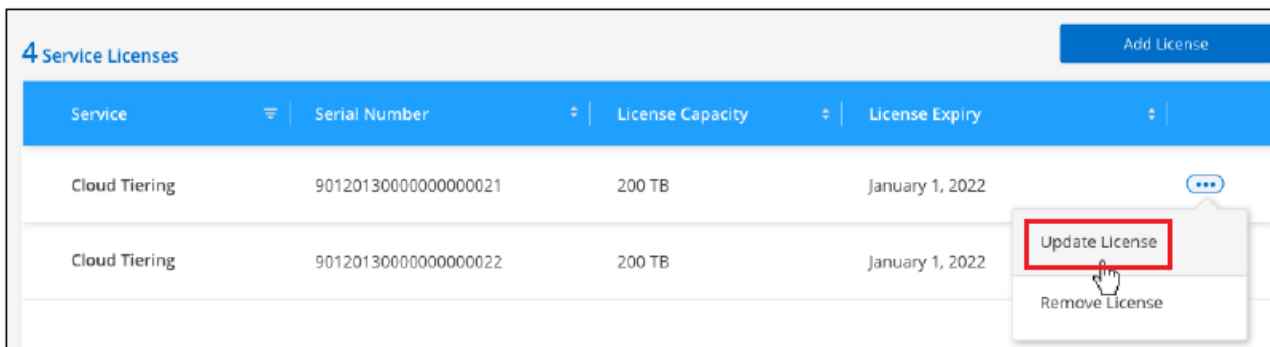 4 Service Licenses
Add License
Service Serial Number License Capacity License Expiry
Cloud Tiering 90120130000000000021 200 TB January 1, 2022
Update License
Cloud Tiering 90120130000000000022 200 TB January 1, 2022
Remove License